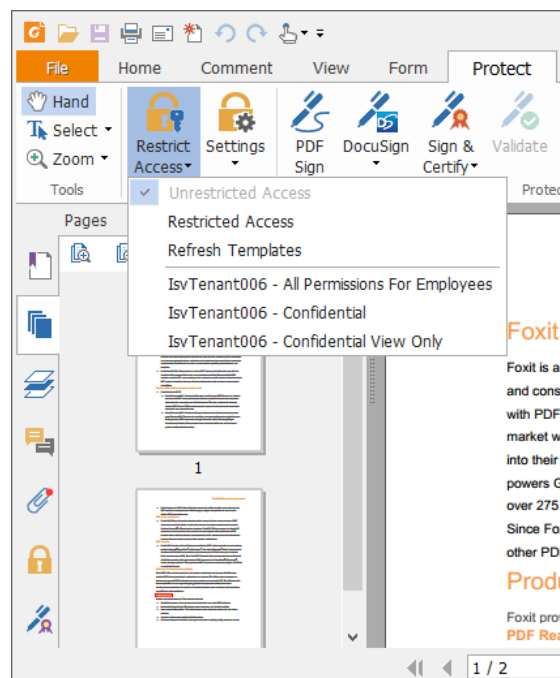 File Home Comment View Form Protect
Hand
Select
Zoom
Tools
Restrict Access
Settings
PDF Sign
DocuSign
Sign & Certify
Validate
Protec
Unrestricted Access
Restricted Access
Refresh Templates
IsvTenant006 - All Permissions For Employees
IsvTenant006 - Confidential
IsvTenant006 - Confidential View Only
Pages
1
Foxit
Foxit is a
and cons
with PDF
market w
into their
powers G
over 275
Since Fo
other PD
Produ
Foxit pro
PDF Rea
1 / 2